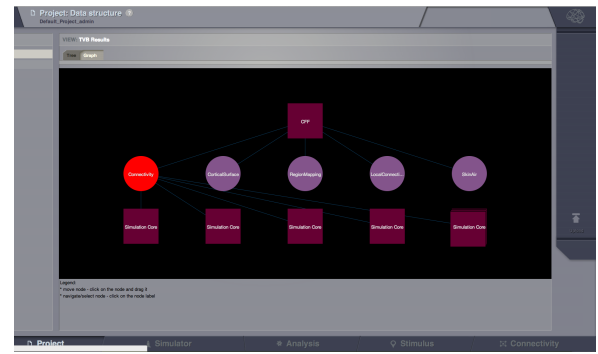 Project: Data structure
Default_Project_admin
VIEW: TVB Results
Tree Graph
CFF
Connectivity CorticalSurface RegionMapping LocalConnecti... SkinAir
Simulation Core Simulation Core Simulation Core Simulation Core Simulation Core
Legend:
* move node - click on the node and drag it
* navigate/select node - click on the node label
Project Simulator Analysis Stimulus Connectivity